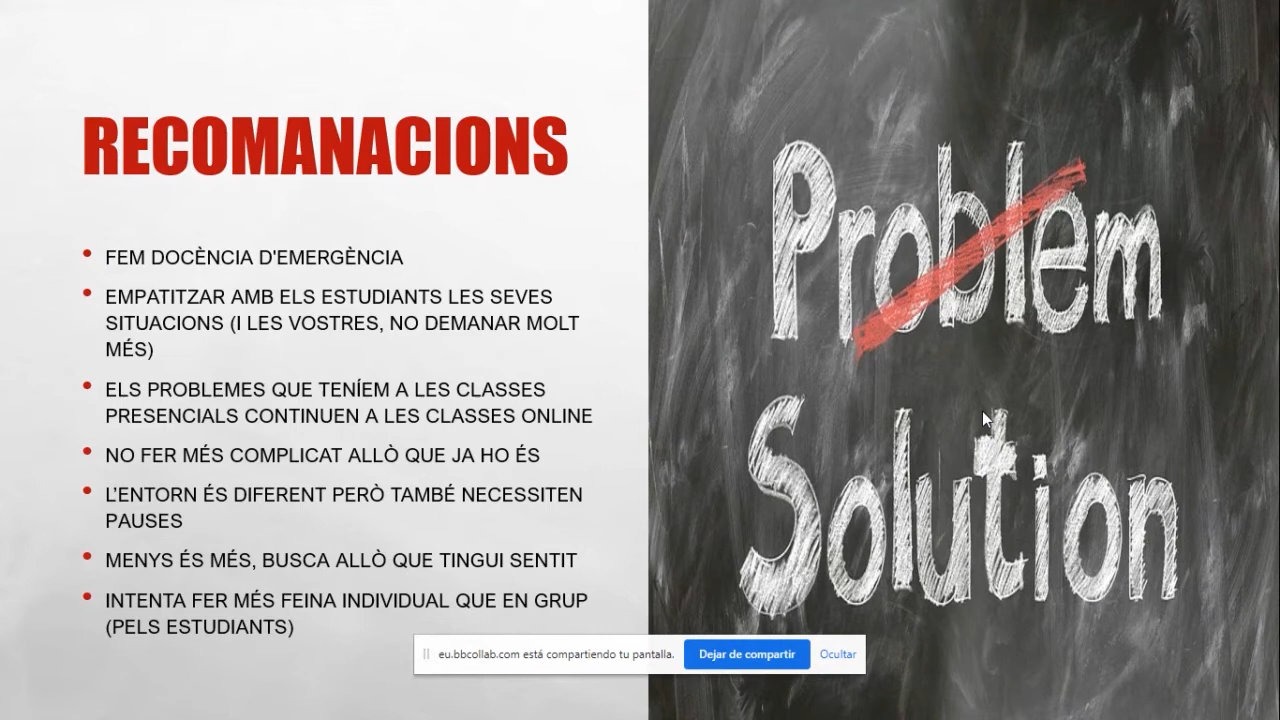 RECOMANACIONS
• FEM DOCÈNCIA D'EMERGÈNCIA
• EMPATITZAR AMB ELS ESTUDIANTS LES SEVES
SITUACIONS (I LES VOSTRES, NO DEMANAR MOLT
MÉS)
• ELS PROBLEMES QUE TENÍEM A LES CLASSES
PRESENCIALS CONTINUEN A LES CLASSES ONLINE
• NO FER MÉS COMPLICAT ALLÒ QUE JA HO ÉS
• L'ENTORN ÉS DIFERENT PERÒ TAMBÉ NECESSITEN
PAUSES
• MENYS ÉS MÉS, BUSCA ALLÒ QUE TINGUI SENTIT
• INTENTA FER MÉS FEINA INDIVIDUAL QUE EN GRUP
(PELS ESTUDIANTS)
Problem
Solution
eu.bbcollab.com está compartiendo tu pantalla. Dejar de compartir Ocultar